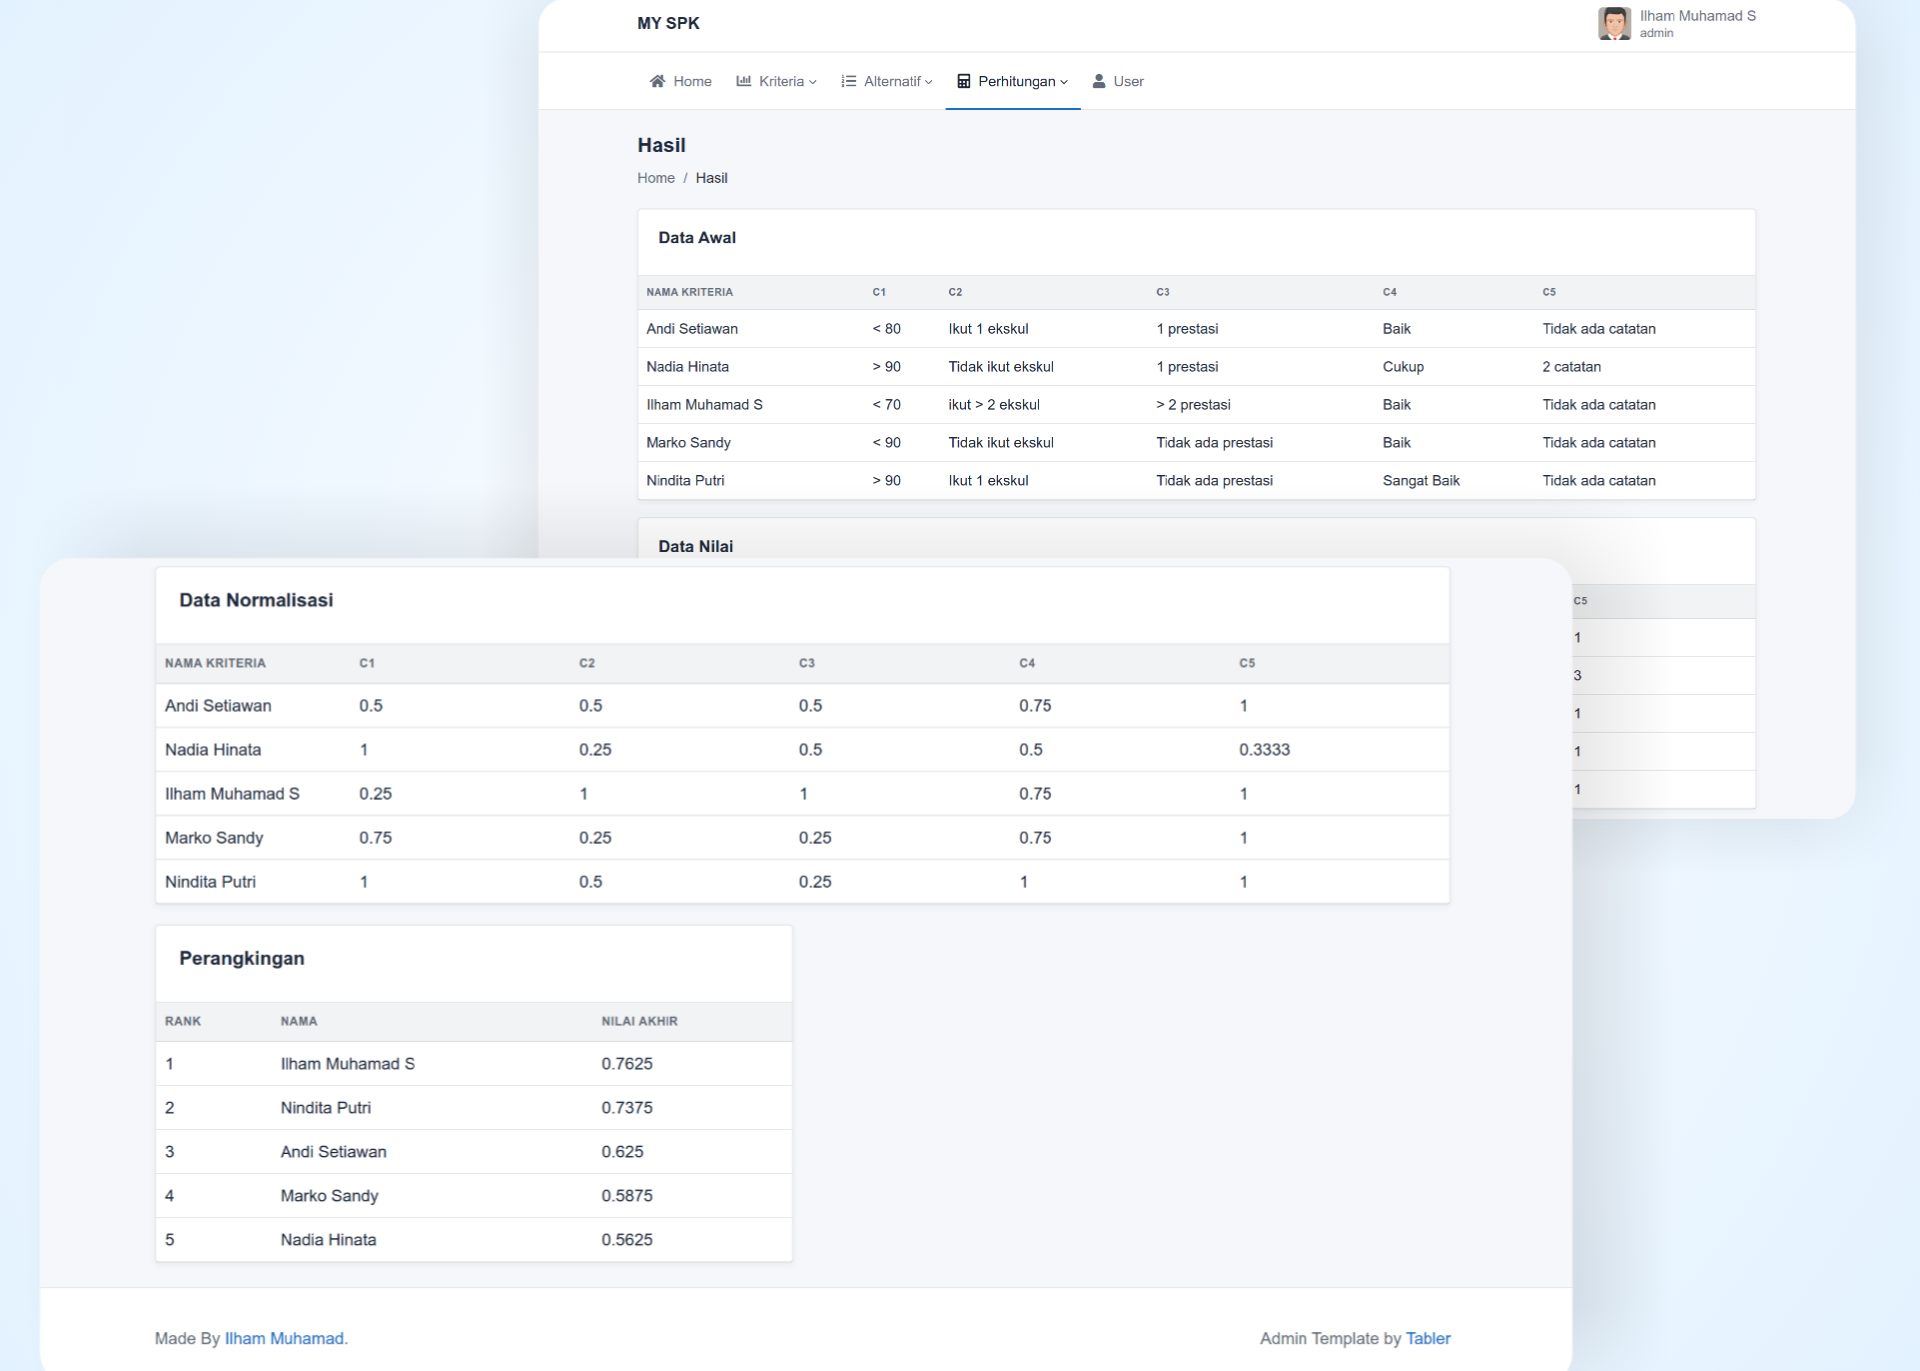 MY SPK
Ilham Muhamad S
admin
Home Kriteria Alternatif Perhitungan User
Hasil
Home / Hasil
Data Awal
NAMA KRITERIA C1 C2 C3 C4 C5
Andi Setiawan < 80 Ikut 1 ekskul 1 prestasi Baik Tidak ada catatan
Nadia Hinata > 90 Tidak ikut ekskul 1 prestasi Cukup 2 catatan
Ilham Muhamad S < 70 ikut > 2 ekskul > 2 prestasi Baik Tidak ada catatan
Marko Sandy < 90 Tidak ikut ekskul Tidak ada prestasi Baik Tidak ada catatan
Nindita Putri > 90 Ikut 1 ekskul Tidak ada prestasi Sangat Baik Tidak ada catatan
Data Nilai
C5
1
3
1
1
1
Data Normalisasi
NAMA KRITERIA C1 C2 C3 C4 C5
Andi Setiawan 0.5 0.5 0.5 0.75 1
Nadia Hinata 1 0.25 0.5 0.5 0.3333
Ilham Muhamad S 0.25 1 1 0.75 1
Marko Sandy 0.75 0.25 0.25 0.75 1
Nindita Putri 1 0.5 0.25 1 1
Perangkingan
RANK NAMA NILAI AKHIR
1 Ilham Muhamad S 0.7625
2 Nindita Putri 0.7375
3 Andi Setiawan 0.625
4 Marko Sandy 0.5875
5 Nadia Hinata 0.5625
Made By Ilham Muhamad.
Admin Template by Tabler